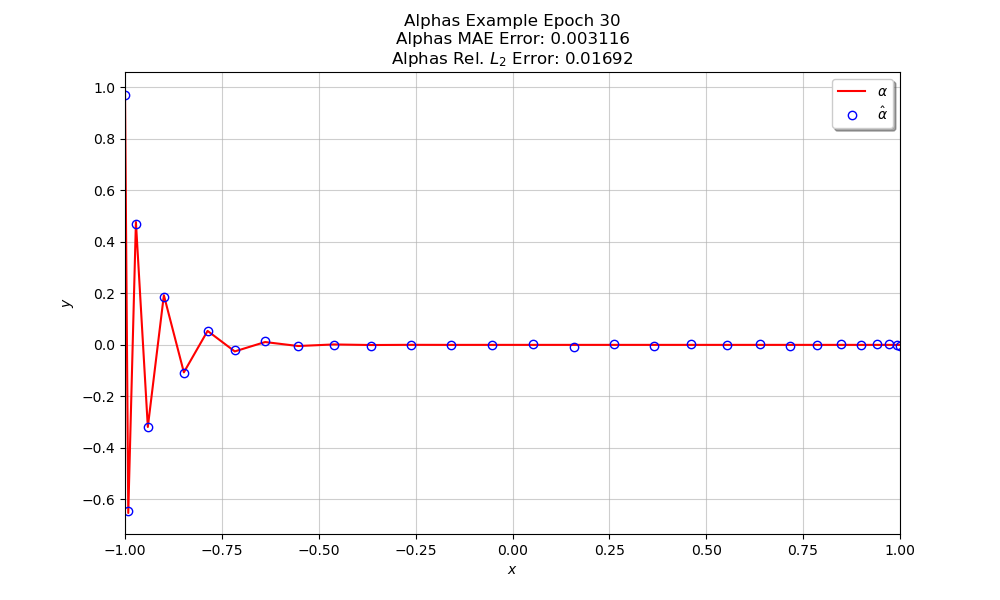 Alphas Example Epoch 30
Alphas MAE Error: 0.003116
Alphas Rel. $L_2$ Error: 0.01692
α
α̂
1.0
0.8
0.6
0.4
0.2
0.0
−0.2
−0.4
−0.6
y
−1.00 −0.75 −0.50 −0.25 0.00 0.25 0.50 0.75 1.00
x